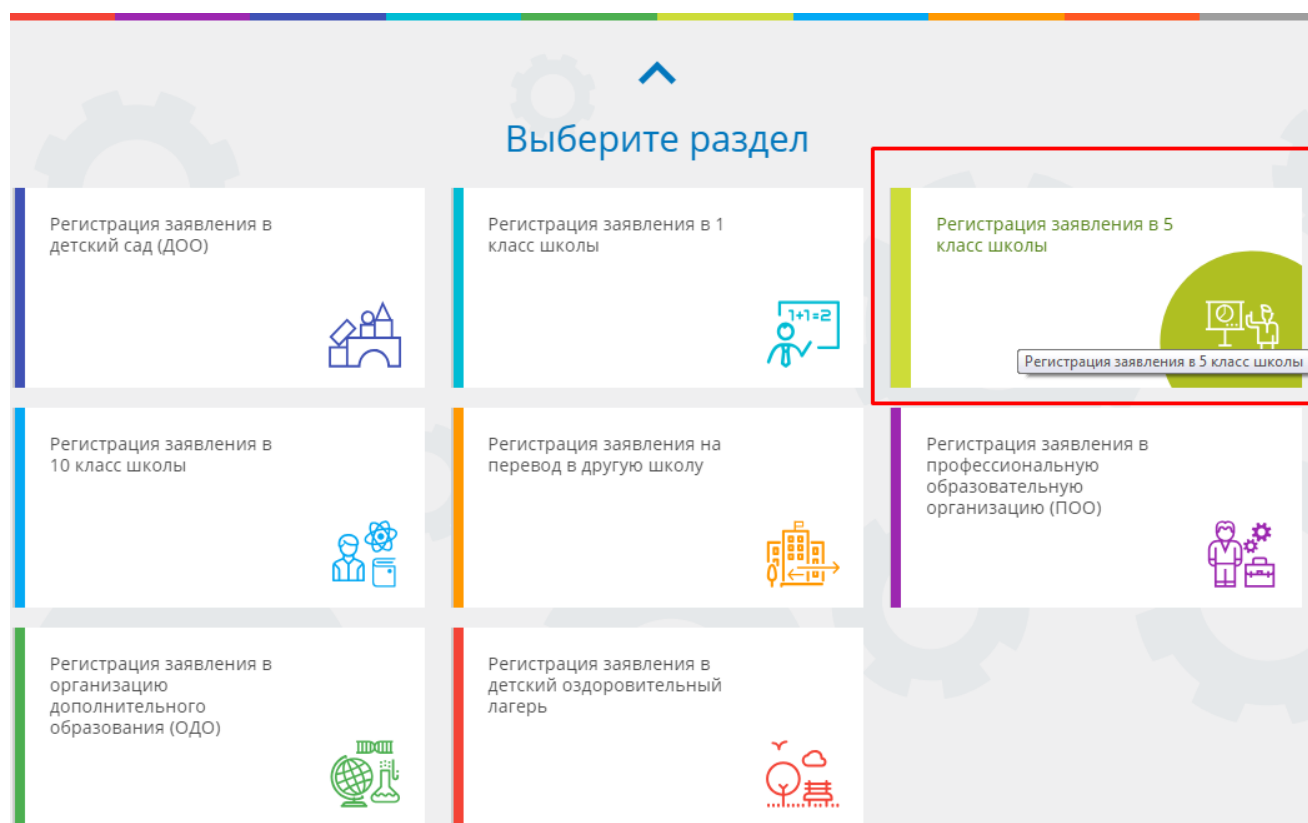 Выберите раздел
Регистрация заявления в
детский сад (ДОО)
Регистрация заявления в 1
класс школы
1+1=2
Регистрация заявления в 5
класс школы
Регистрация заявления в 5 класс школы
Регистрация заявления в
10 класс школы
Регистрация заявления на
перевод в другую школу
Регистрация заявления в
профессиональную
образовательную
организацию (ПОО)
Регистрация заявления в
организацию
дополнительного
образования (ОДО)
Регистрация заявления в
детский оздоровительный
лагерь